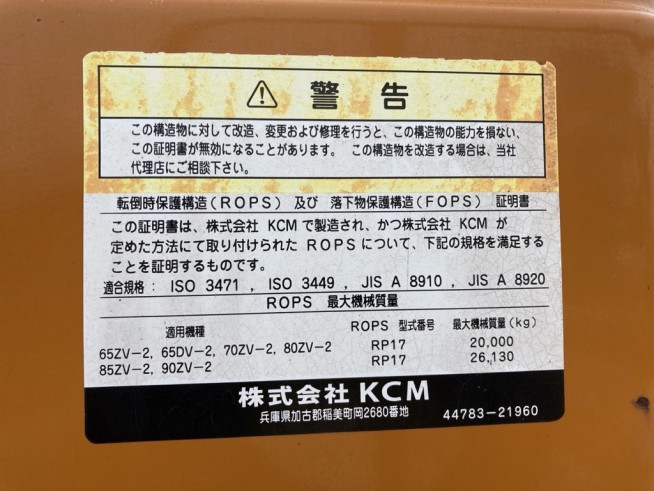 ⚠ 警告
この構造物に対して改造、変更および修理を行うと、この構造物の能力を損ない、
この証明書が無効になることがあります。 この構造物を改造する場合は、当社
代理店にご相談下さい。
転倒時保護構造(ROPS) 及び 落下物保護構造(FOPS) 証明書
この証明書は、株式会社 KCMで製造され、かつ株式会社 KCMが
定めた方法にて取り付けられたROPSについて、下記の規格を満足する
ことを証明するものです。
適合規格: ISO 3471 , ISO 3449 , JIS A 8910 , JIS A 8920
ROPS 最大機械質量
適用機種 ROPS 型式番号 最大機械質量(kg)
65ZV-2, 65DV-2, 70ZV-2, 80ZV-2 RP17 20,000
85ZV-2, 90ZV-2 RP17 26,130
株式会社 KCM
兵庫県加古郡稲美町岡2680番地 44783-21960